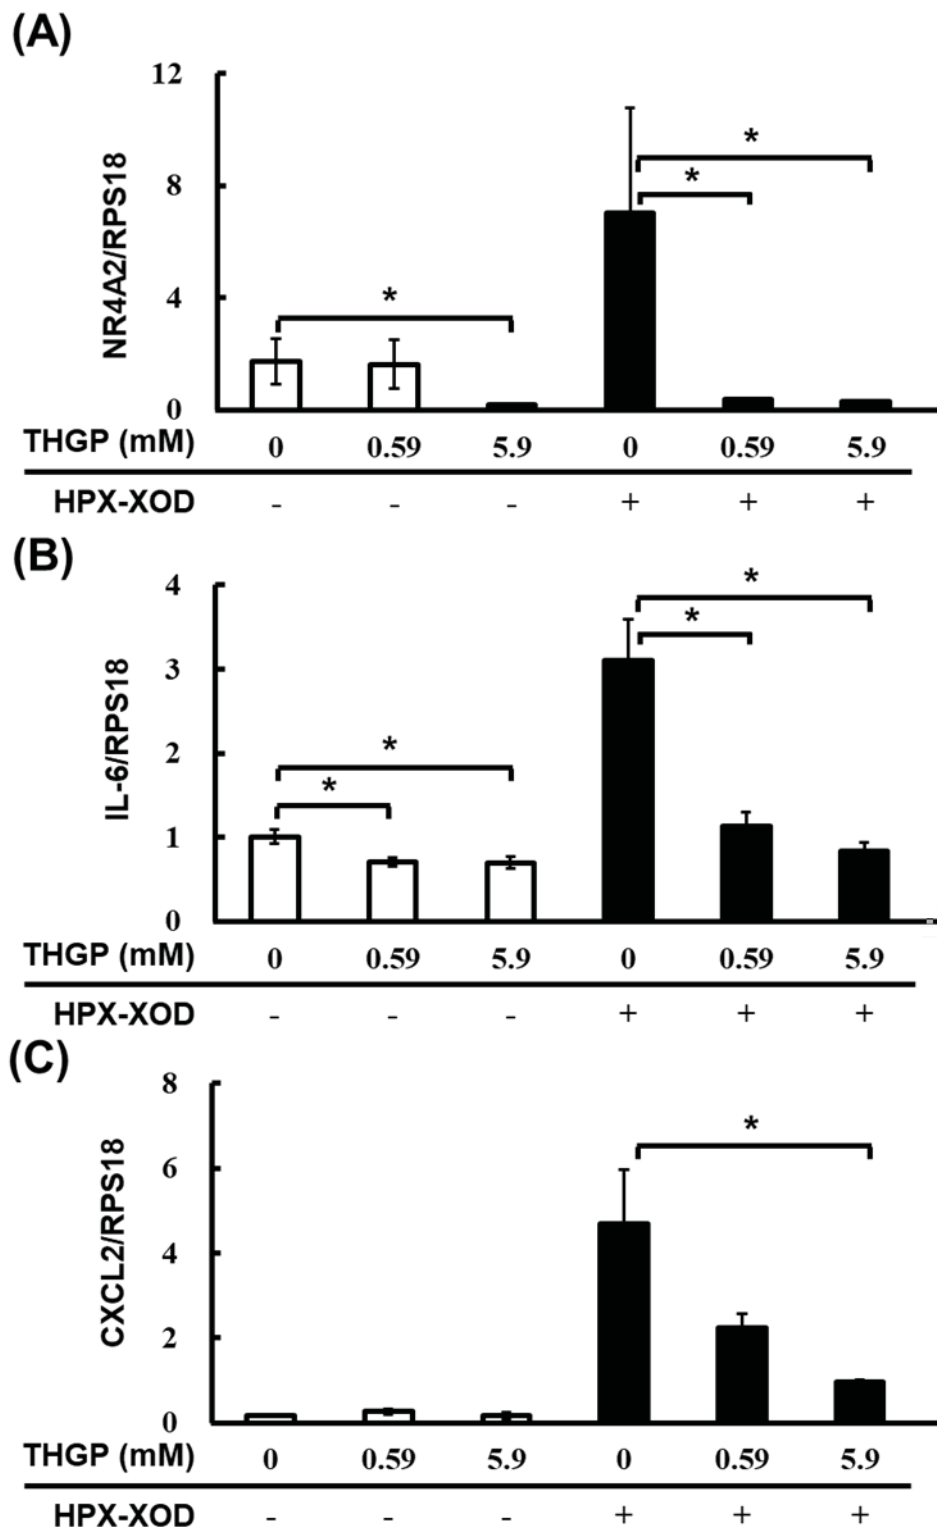 (A)
NR4A2/RPS18
12
8
4
0
*
*
*
THGP (mM) 0 0.59 5.9 0 0.59 5.9
HPX-XOD - - - + + +
(B)
IL-6/RPS18
4
3
2
1
0
*
*
*
*
THGP (mM) 0 0.59 5.9 0 0.59 5.9
HPX-XOD - - - + + +
(C)
CXCL2/RPS18
8
6
4
2
0
*
THGP (mM) 0 0.59 5.9 0 0.59 5.9
HPX-XOD - - - + + +